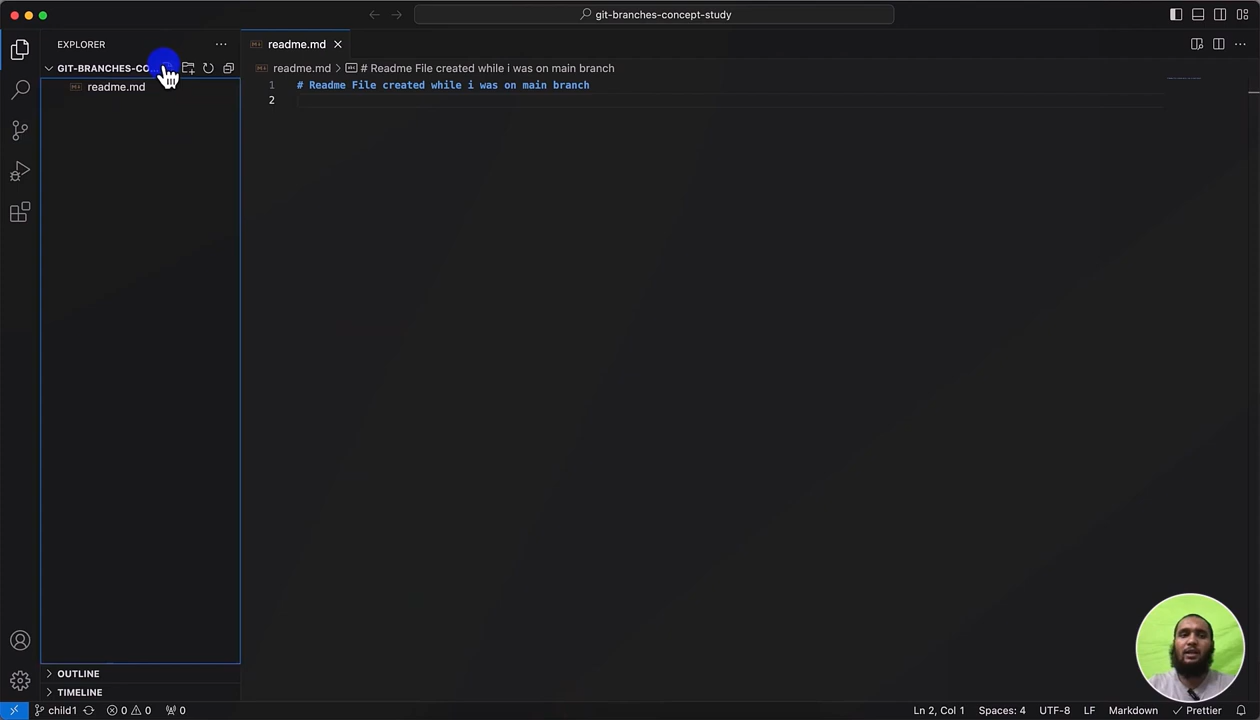 git-branches-concept-study
EXPLORER
readme.md
GIT-BRANCHES-CO
readme.md > # Readme File created while i was on main branch
readme.md
1 # Readme File created while i was on main branch
2
OUTLINE
TIMELINE
child1 0 0 0 Ln 2, Col 1 Spaces: 4 UTF-8 LF Markdown Prettier